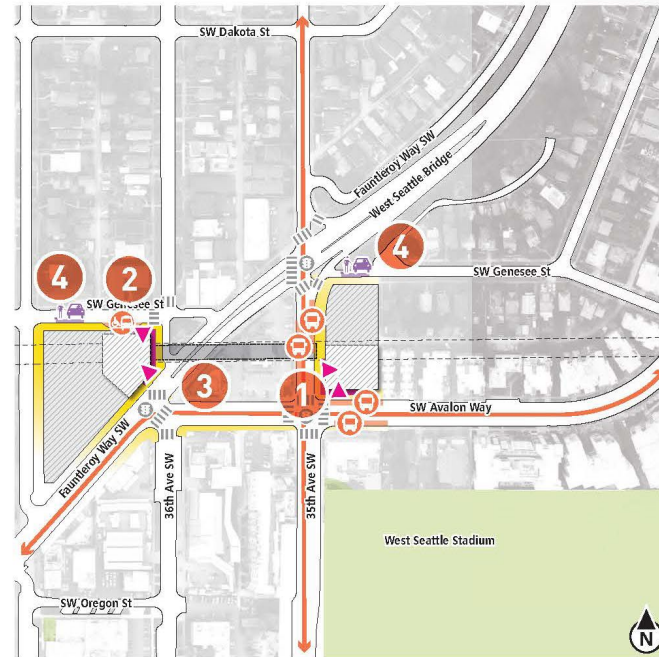 SW Dakota St
Fauntleroy Way SW
West Seattle Bridge
4
4
2
SW Genesee St
SW Genesee St
3
1
SW Avalon Way
Fauntleroy Way SW
36th Ave SW
35th Ave SW
West Seattle Stadium
SW Oregon St
N